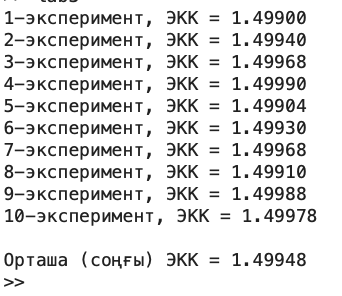 1-эксперимент, ЭКК = 1.49900
2-эксперимент, ЭКК = 1.49940
3-эксперимент, ЭКК = 1.49968
4-эксперимент, ЭКК = 1.49990
5-эксперимент, ЭКК = 1.49904
6-эксперимент, ЭКК = 1.49930
7-эксперимент, ЭКК = 1.49968
8-эксперимент, ЭКК = 1.49910
9-эксперимент, ЭКК = 1.49988
10-эксперимент, ЭКК = 1.49978
Орташа (соңғы) ЭКК = 1.49948
>>